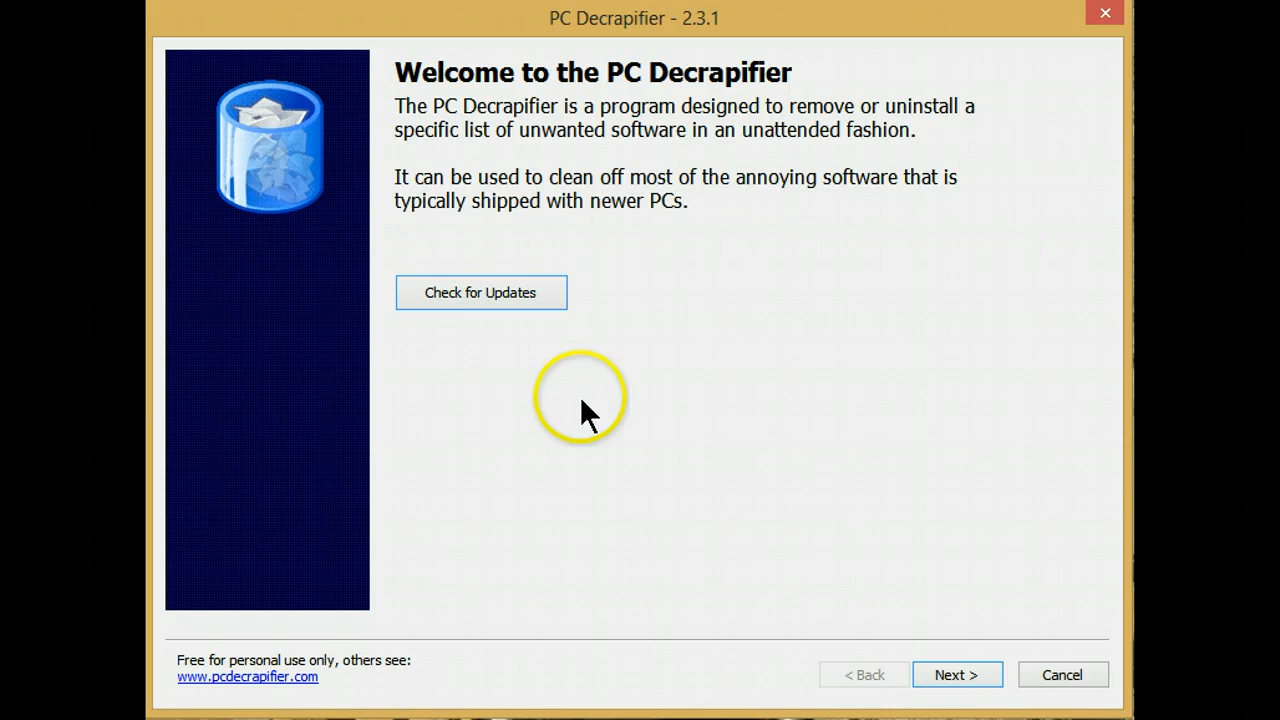 PC Decrapifier - 2.3.1
Welcome to the PC Decrapifier
The PC Decrapifier is a program designed to remove or uninstall a
specific list of unwanted software in an unattended fashion.
It can be used to clean off most of the annoying software that is
typically shipped with newer PCs.
Check for Updates
Free for personal use only, others see:
www.pcdecrapifier.com
< Back Next > Cancel